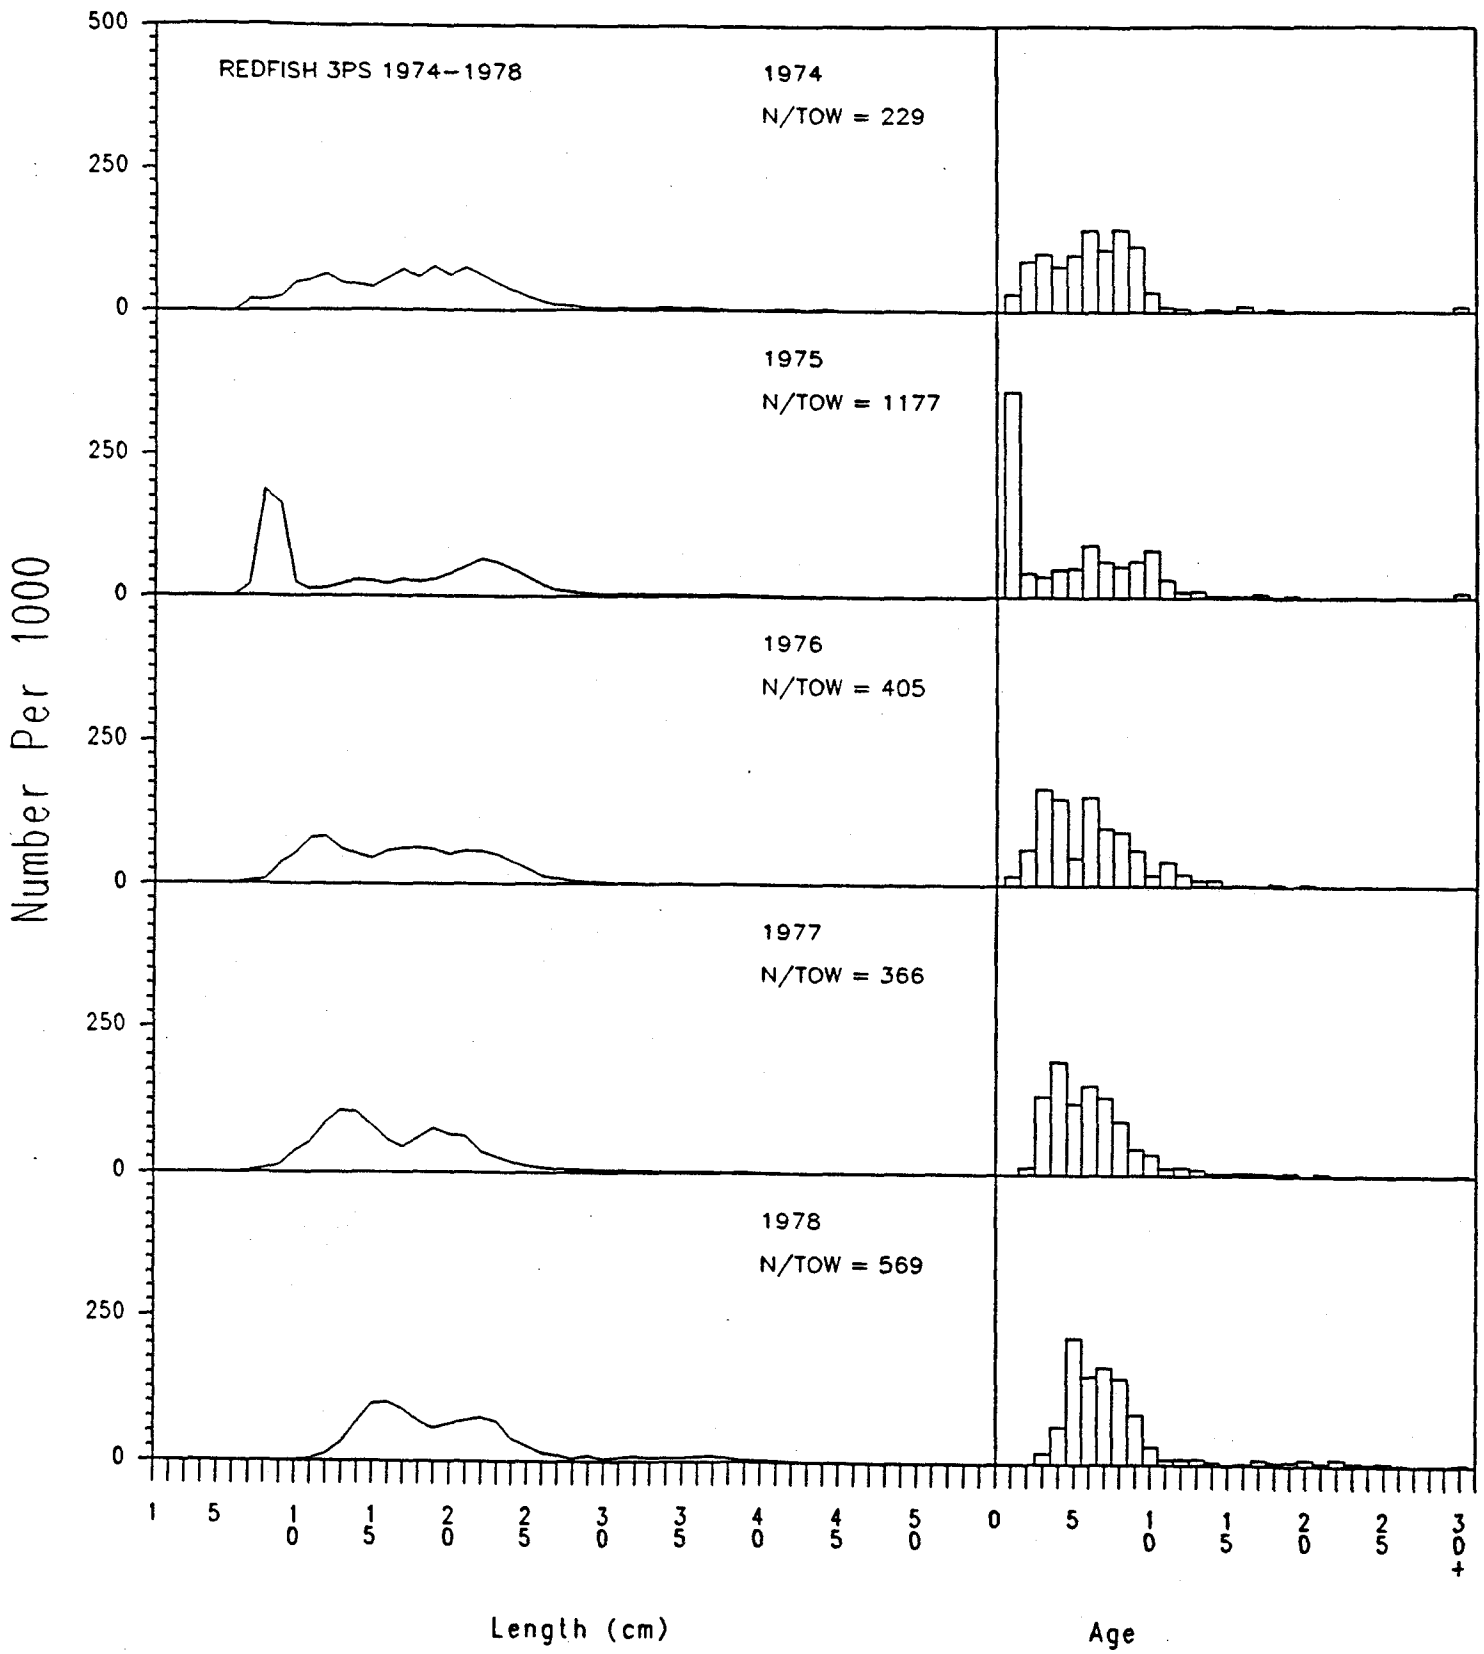 500
REDFISH 3PS 1974-1978
1974
N/TOW = 229
250
0
1975
N/TOW = 1177
250
0
1976
N/TOW = 405
250
0
1977
N/TOW = 366
250
0
1978
N/TOW = 569
250
0
Number Per 1000
1 5 10 15 20 25 30 35 40 45 50 0 5 10 15 20 25 30+
Length (cm)
Age